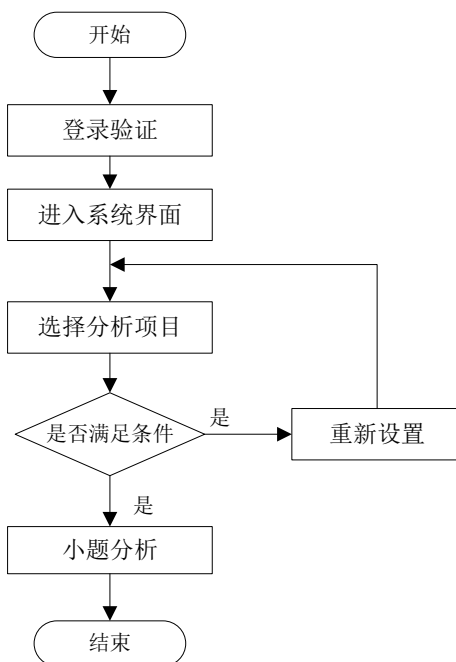 开始
登录验证
进入系统界面
选择分析项目
是否满足条件
是
重新设置
是
小题分析
结束